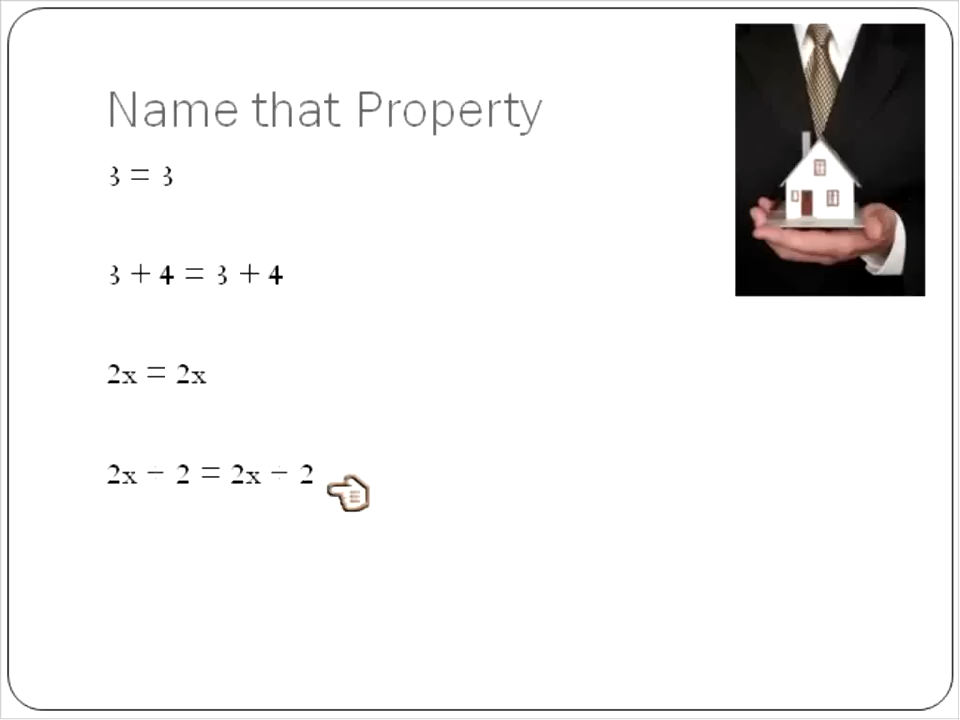 Name that Property
3 = 3
3 + 4 = 3 + 4
2x = 2x
2x ÷ 2 = 2x ÷ 2